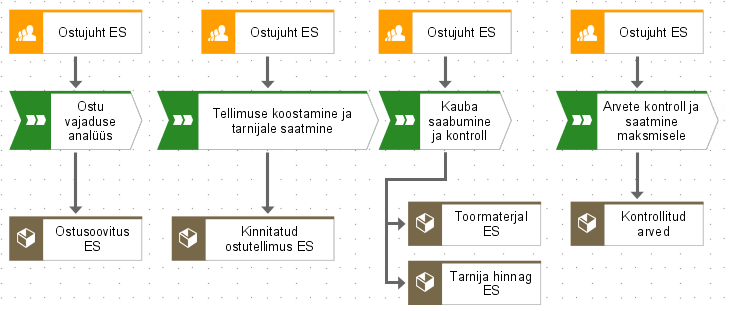 Ostujuht ES
Ostujuht ES
Ostujuht ES
Ostujuht ES
Ostu
vajaduse
analüüs
Tellimuse koostamine ja
tarnijale saatmine
Kauba
saabumine
ja kontroll
Arvete kontroll ja
saatmine
maksmisele
Ostusoovitus
ES
Kinnitatud
ostutellimus ES
Toormaterjal
ES
Tarnija hinnag
ES
Kontrollitud
arved